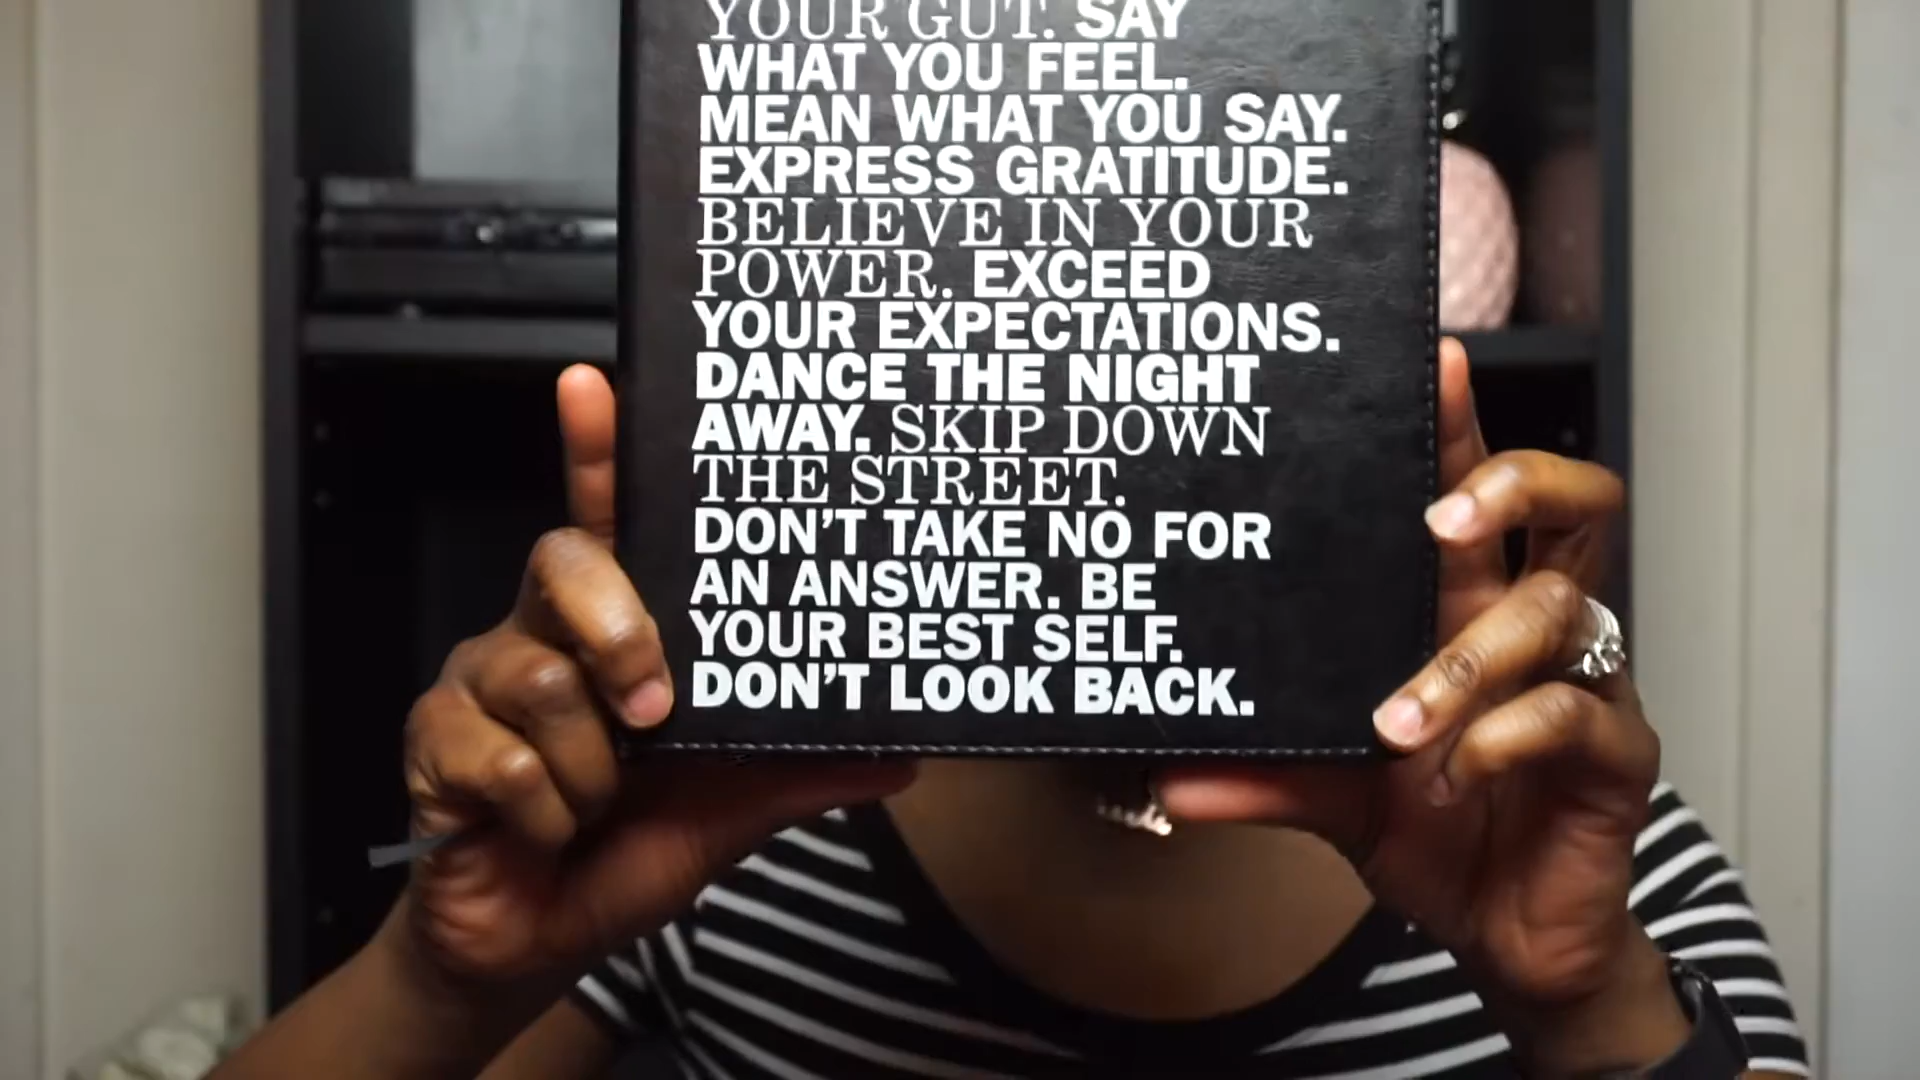 YOUR GUT. SAY
WHAT YOU FEEL.
MEAN WHAT YOU SAY.
EXPRESS GRATITUDE.
BELIEVE IN YOUR
POWER. EXCEED
YOUR EXPECTATIONS.
DANCE THE NIGHT
AWAY. SKIP DOWN
THE STREET.
DON'T TAKE NO FOR
AN ANSWER. BE
YOUR BEST SELF.
DON'T LOOK BACK.